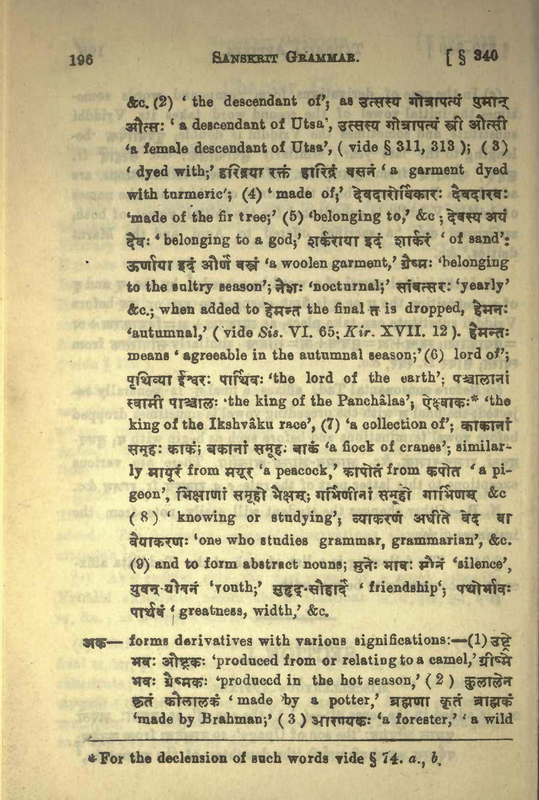 196 SANSKRIT GRAMMAR. [ § 340
&c. (2) ‘ the descendant of’; as उत्सस्य गोत्रापत्यं पुमान्
औत्सः ‘ a descendant of Utsa’, उत्सस्य गोत्रापत्यं स्त्री औत्सी
‘a female descendant of Utsa’, ( vide § 311, 313 ); ( 3 )
‘ dyed with;’ हरिद्रया रक्तं हारिद्रं वसनं ‘ a garment dyed
with turmeric’; (4) ‘ made of;’ देवदारोर्विकारः दैवदारवः
‘made of the fir tree;’ (5) ‘belonging to,’ &c ; देवस्य अयं
दैवः ‘ belonging to a god;’ शर्कराया इदं शार्करं ‘ of sand’;
ऊर्णाया इदं और्णं वस्त्रं ‘a woolen garment,’ ग्रैष्मः ‘belonging
to the sultry season’; नैशः ‘nocturnal;’ सांवत्सरः ‘yearly’
&c.; when added to हेमन्त the final त is dropped, हेमनः
‘autumnal,’ ( vide Sis. VI. 65; Kir. XVII. 12 ). हैमन्तः
means ‘ agreeable in the autumnal season;’ (6) lord of’;
पृथिव्या ईश्वरः पार्थिवः ‘the lord of the earth’; पञ्चालानां
स्वामी पाञ्चालः ‘the king of the Panchâlas’, ऐक्ष्वाकः* ‘the
king of the Ikshvâku race’, (7) ‘a collection of’; काकानां
समूहः काकं; बकानां समूहः बाकं ‘a flock of cranes’; similar-
ly मायूरं from मयूर ‘a peacock,’ कापोतं from कपोत ‘ a pi-
geon’, भिक्षाणां समूहो भैक्षम्; गर्भिणीनां समूहो गार्भिणम् &c
( 8 ) ‘ knowing or studying’; व्याकरणं अधीते वेद वा
वैयाकरणः ‘one who studies grammar, grammarian’, &c.
(9) and to form abstract nouns; मुनेः भावः मौनं ‘silence’,
युवन्-यौवनं ‘youth;’ सुहृद्-सौहार्दं ‘ friendship’; पथोर्भावः
पार्थवं ‘ greatness, width,’ &c.
अक— forms derivatives with various significations:—(1) उष्ट्रे
भवः औष्ट्रकः ‘produced from or relating to a camel,’ ग्रीष्मे
भवः ग्रैष्मकः ‘produced in the hot season,’ ( 2 ) कुलालेन
कृतं कौलालकं ‘ made by a potter,’ ब्रह्मणा कृतं ब्राह्मकं
‘made by Brahman;’ ( 3 ) आरण्यकः ‘a forester,’ ‘ a wild
*For the declension of such words vide § 74. a., b.